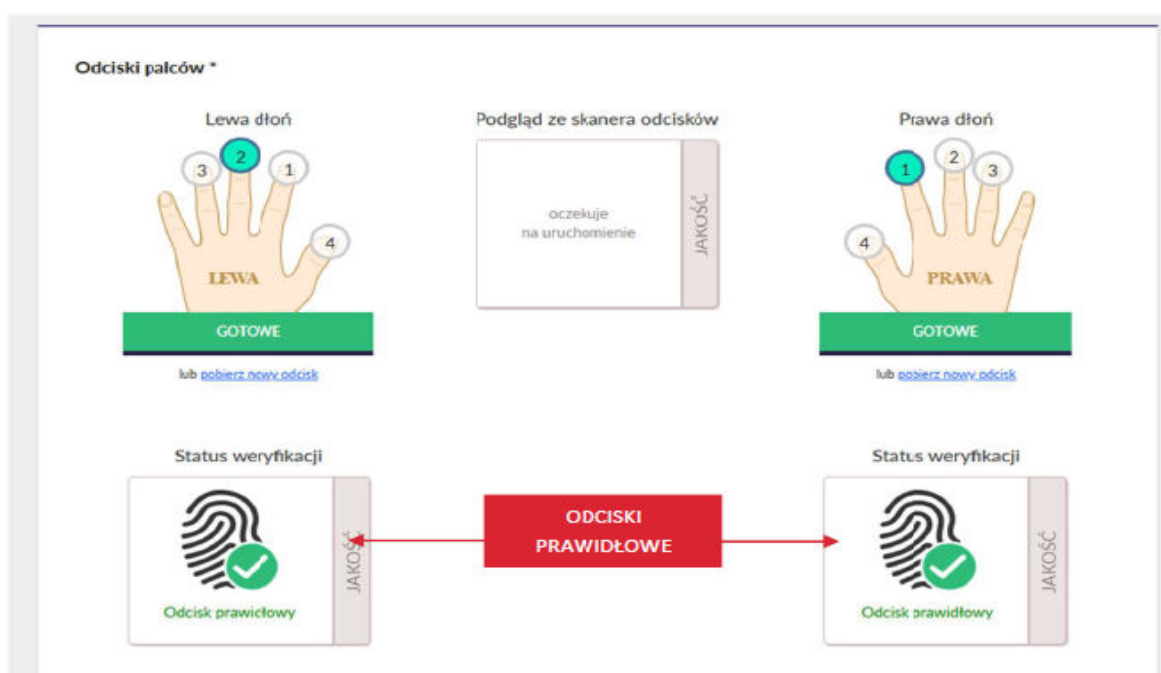 Odciski palców *
Lewa dłoń
Podgląd ze skanera odcisków
Prawa dłoń
3
2
1
4
LEWA
oczekuje
na uruchomienie
JAKOŚĆ
1
2
3
4
PRAWA
GOTOWE
GOTOWE
lub pobierz nowy odcisk
lub pobierz nowy odcisk
Status weryfikacji
Status weryfikacji
JAKOŚĆ
Odcisk prawidłowy
ODCISKI
PRAWIDŁOWE
JAKOŚĆ
Odcisk prawidłowy